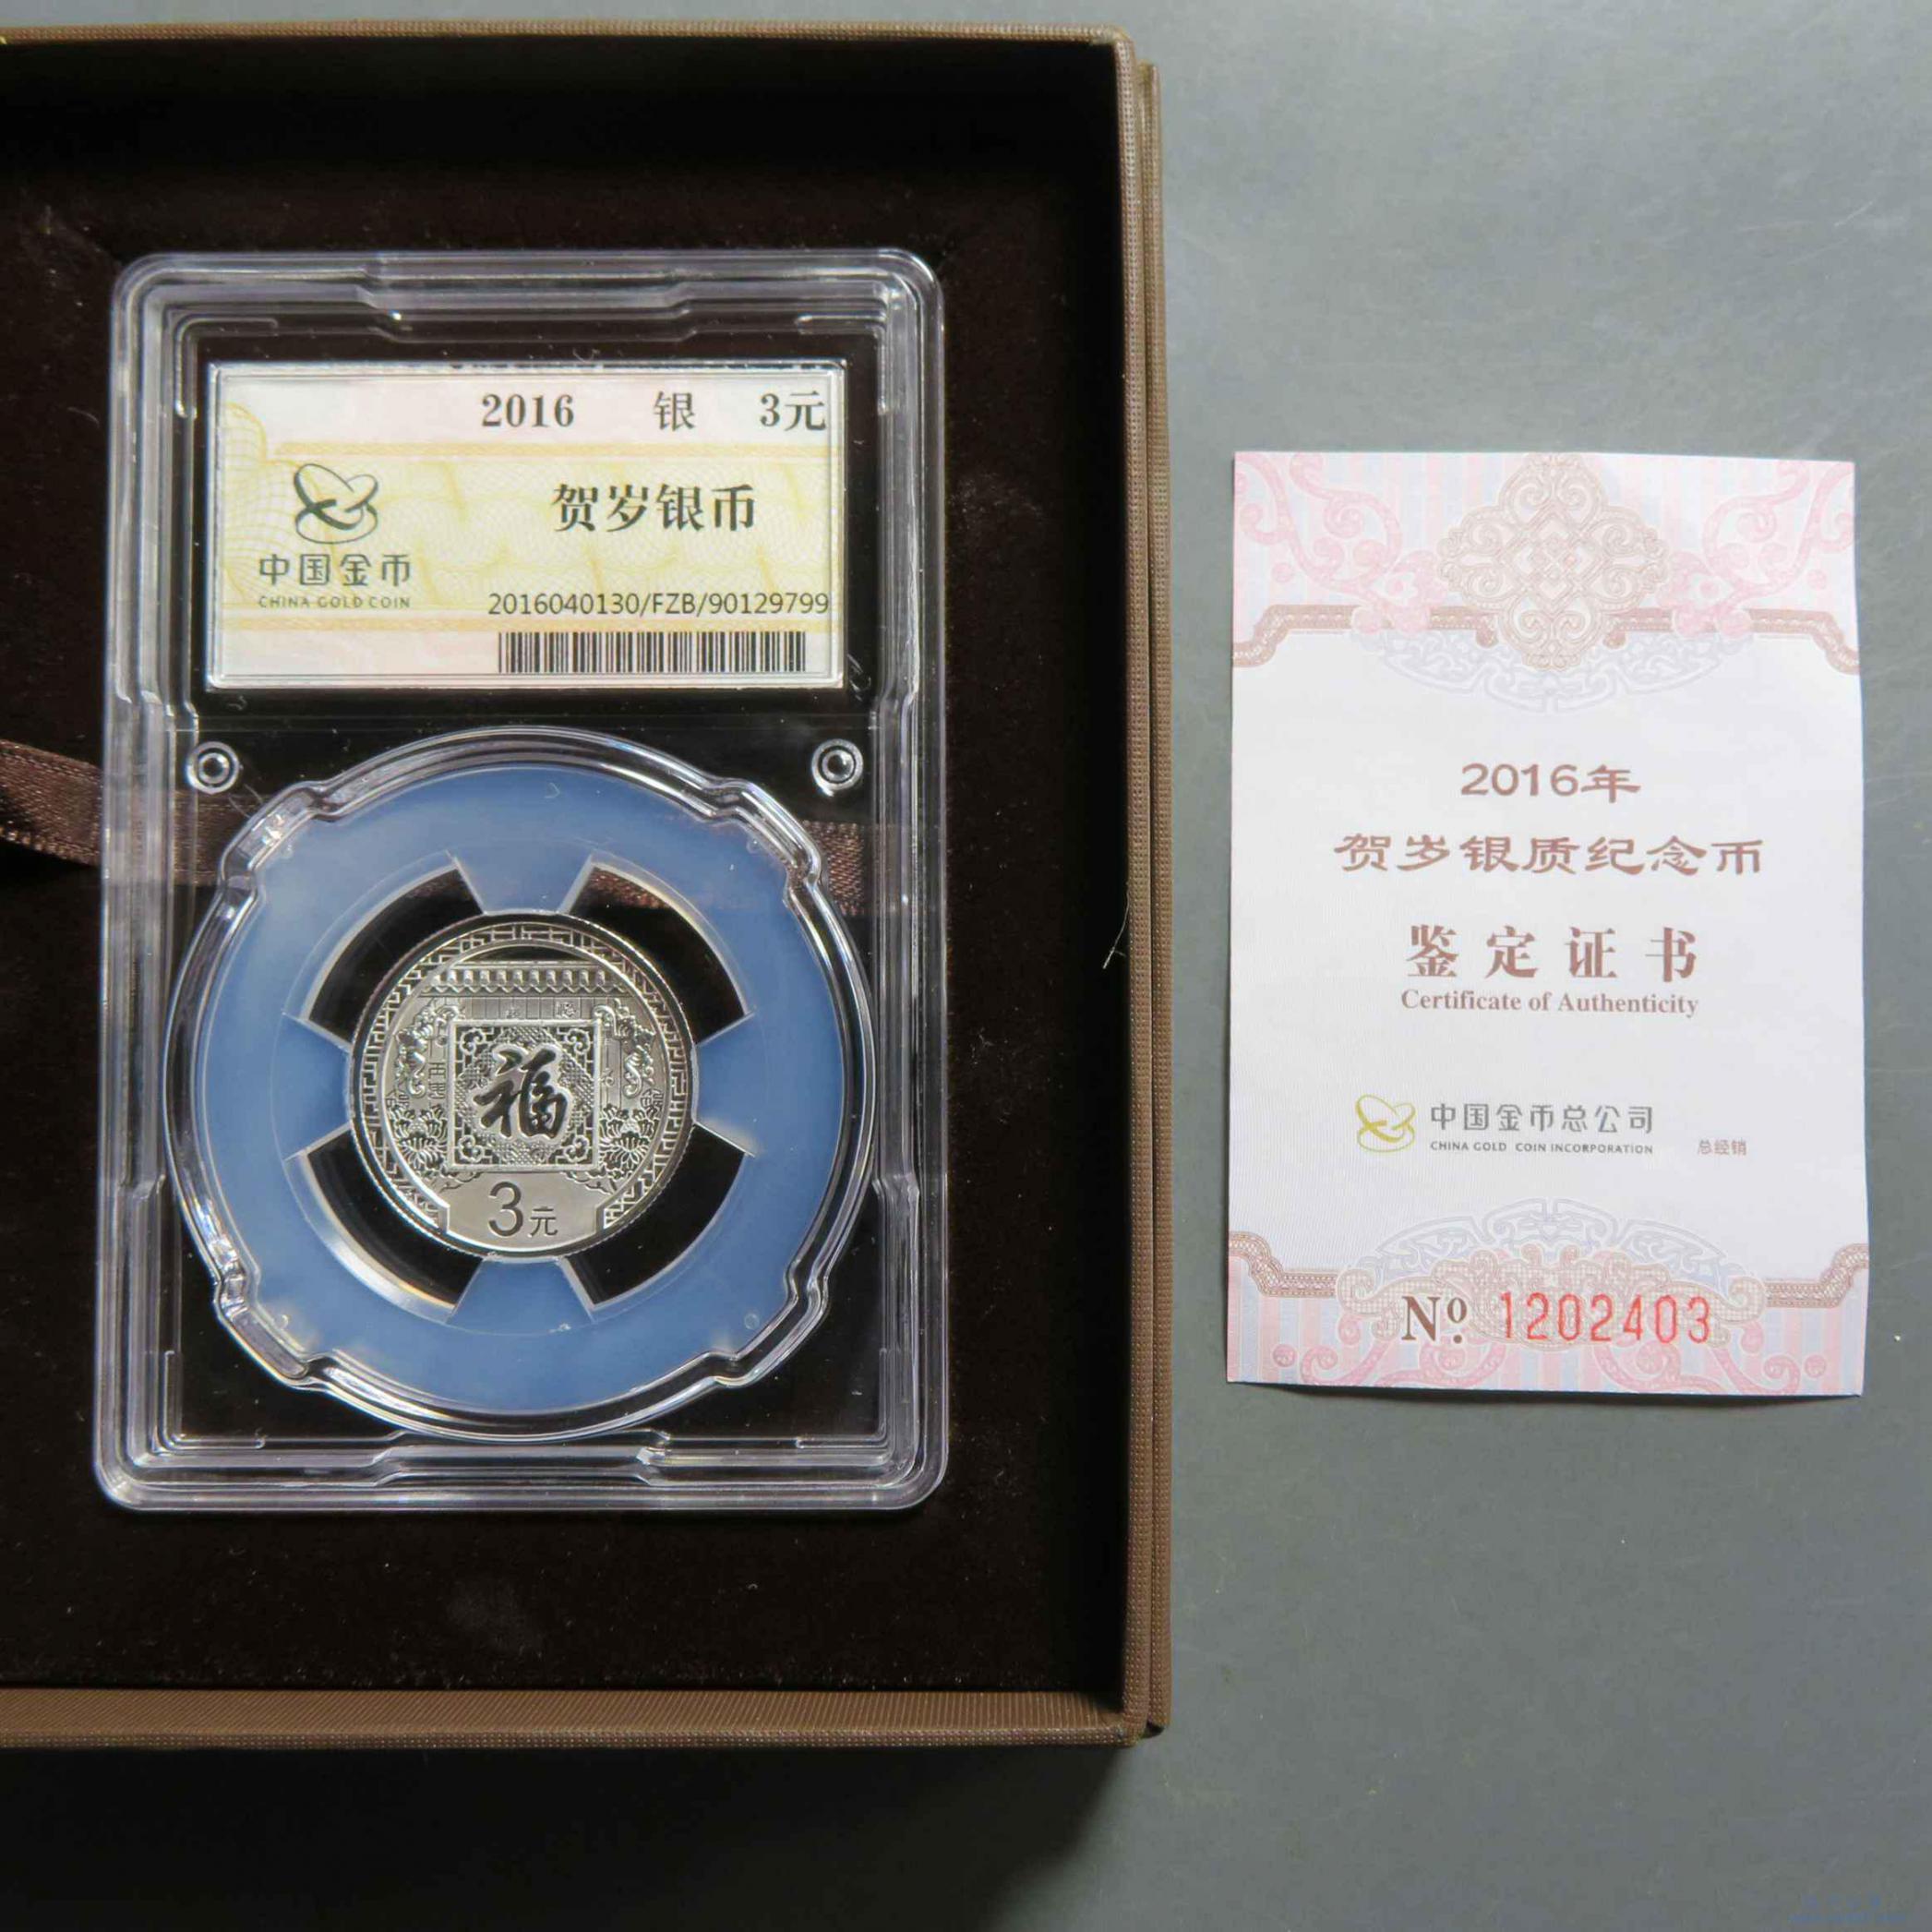 2016 银 3元
贺岁银币
中国金币
CHINA GOLD COIN
2016040130/FZB/90129799
福
3元
2016年
贺岁银质纪念币
鉴定证书
Certificate of Authenticity
中国金币总公司
CHINA GOLD COIN INCORPORATION
总经销
Nº 1202403